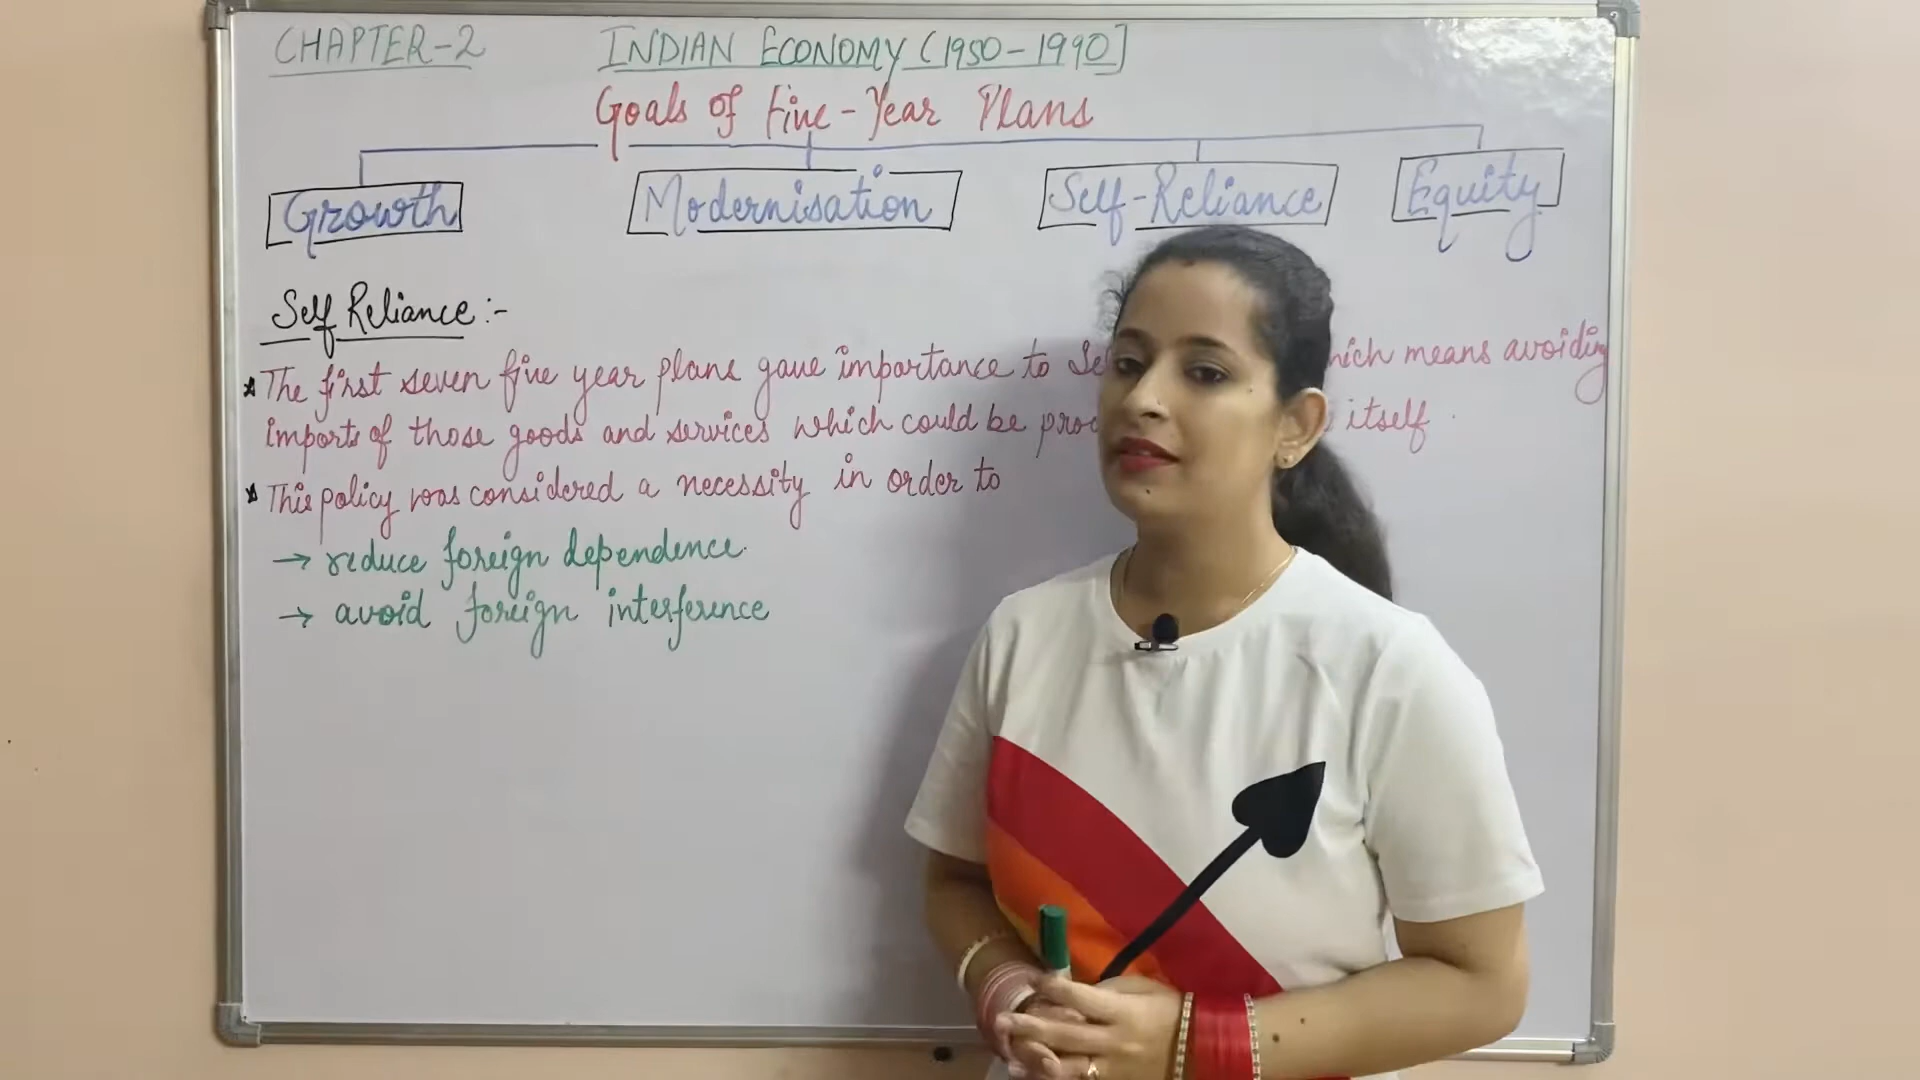 CHAPTER-2 INDIAN ECONOMY (1950-1990]
Goals of Five-Year Plans
Growth Modernisation Self-Reliance Equity
Self Reliance:-
The first seven five year plans gave importance to means avoiding
imports of those goods and services which could be itself.
This policy was considered a necessity in order to
→ reduce foreign dependence.
→ avoid foreign interference